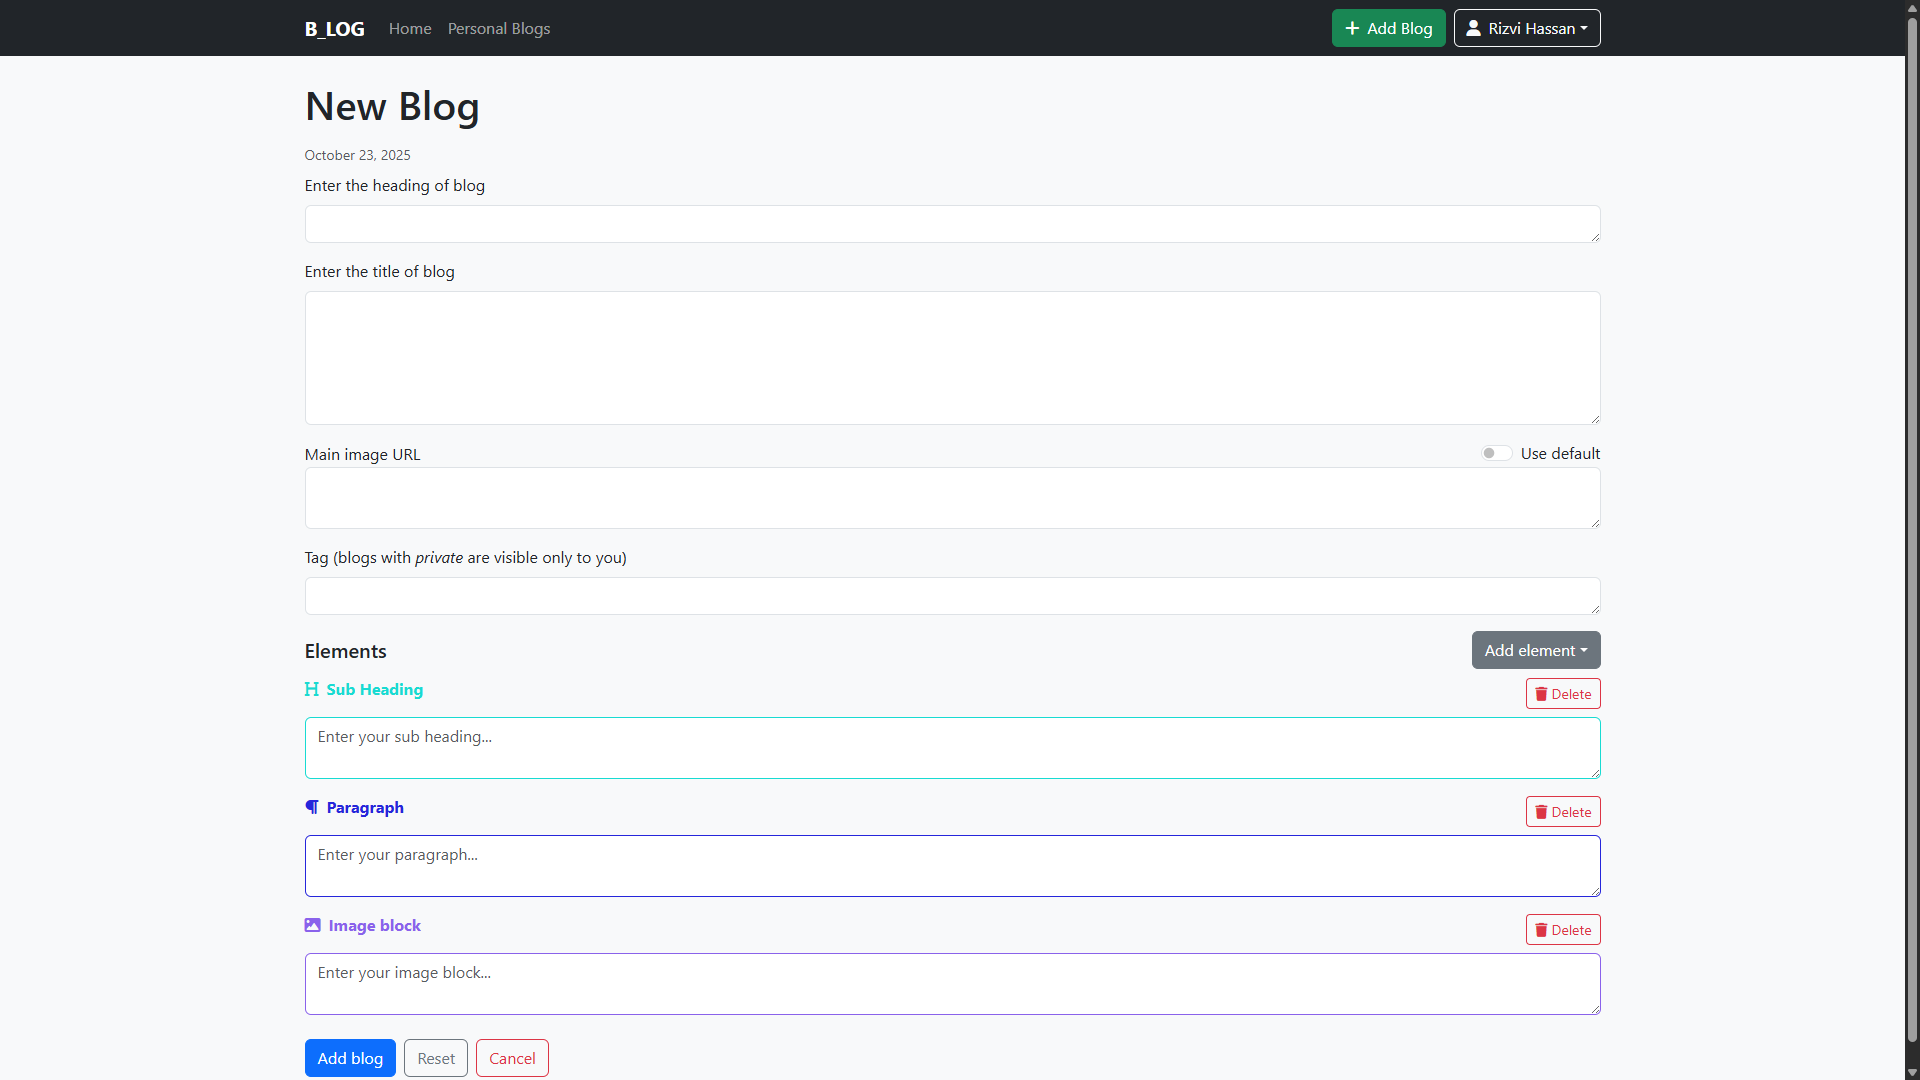 B_LOG Home Personal Blogs Add Blog Rizvi Hassan
New Blog
October 23, 2025
Enter the heading of blog
Enter the title of blog
Main image URL Use default
Tag (blogs with private are visible only to you)
Elements Add element
Sub Heading Delete
Enter your sub heading...
Paragraph Delete
Enter your paragraph...
Image block Delete
Enter your image block...
Add blog Reset Cancel